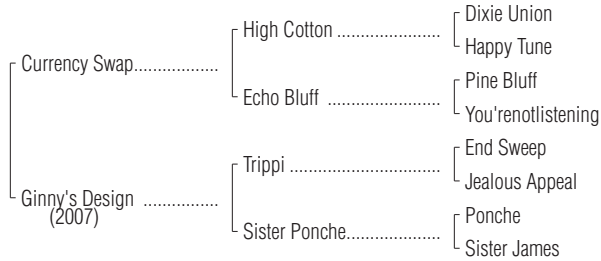 Dixie Union
High Cotton ......................
Happy Tune
Currency Swap.................
Pine Bluff
Echo Bluff ........................
You'renotlistening
End Sweep
Trippi ................................
Jealous Appeal
Ginny's Design ...............
(2007)
Ponche
Sister Ponche....................
Sister James